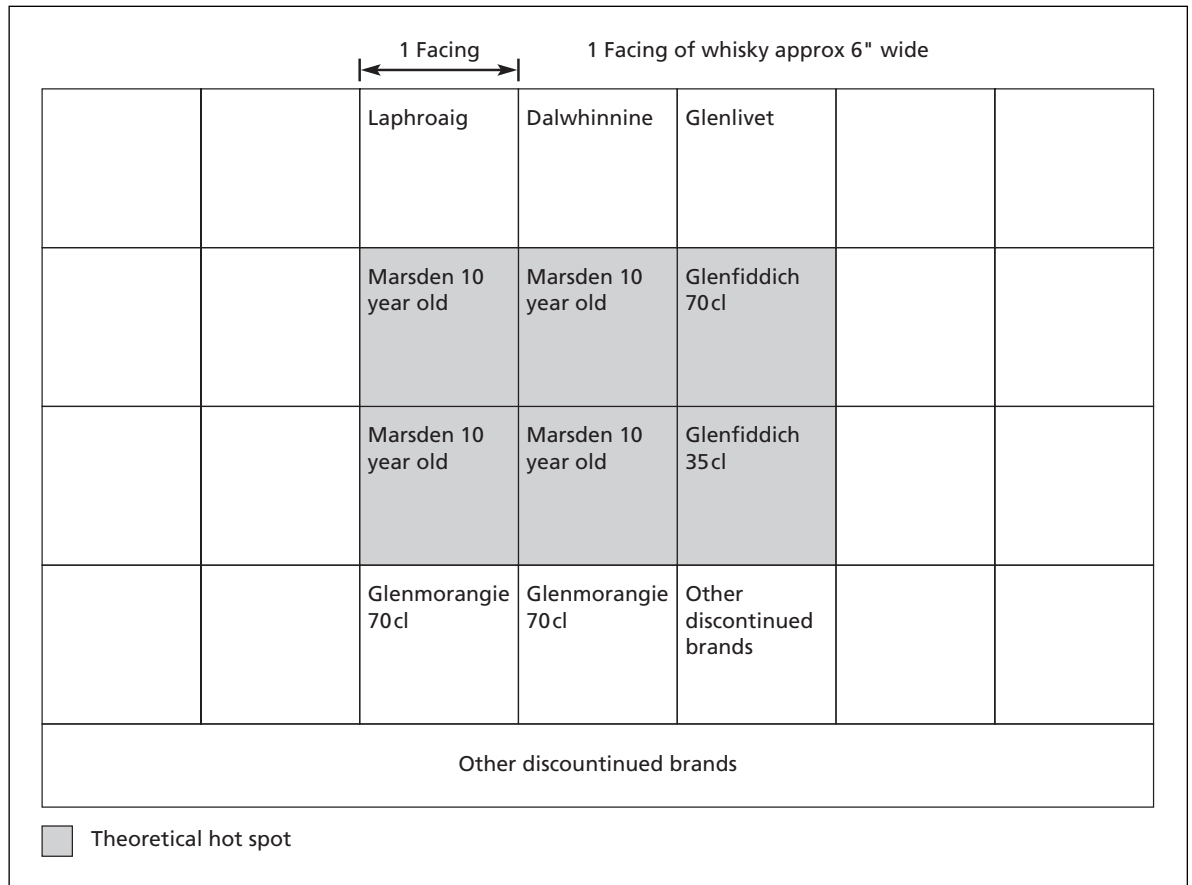 1 Facing
1 Facing of whisky approx 6" wide
Laphroaig
Dalwhinnine
Glenlivet
Marsden 10
year old
Marsden 10
year old
Glenfiddich
70cl
Marsden 10
year old
Marsden 10
year old
Glenfiddich
35cl
Glenmorangie
70cl
Glenmorangie
70cl
Other
discontinued
brands
Other discountinued brands
Theoretical hot spot